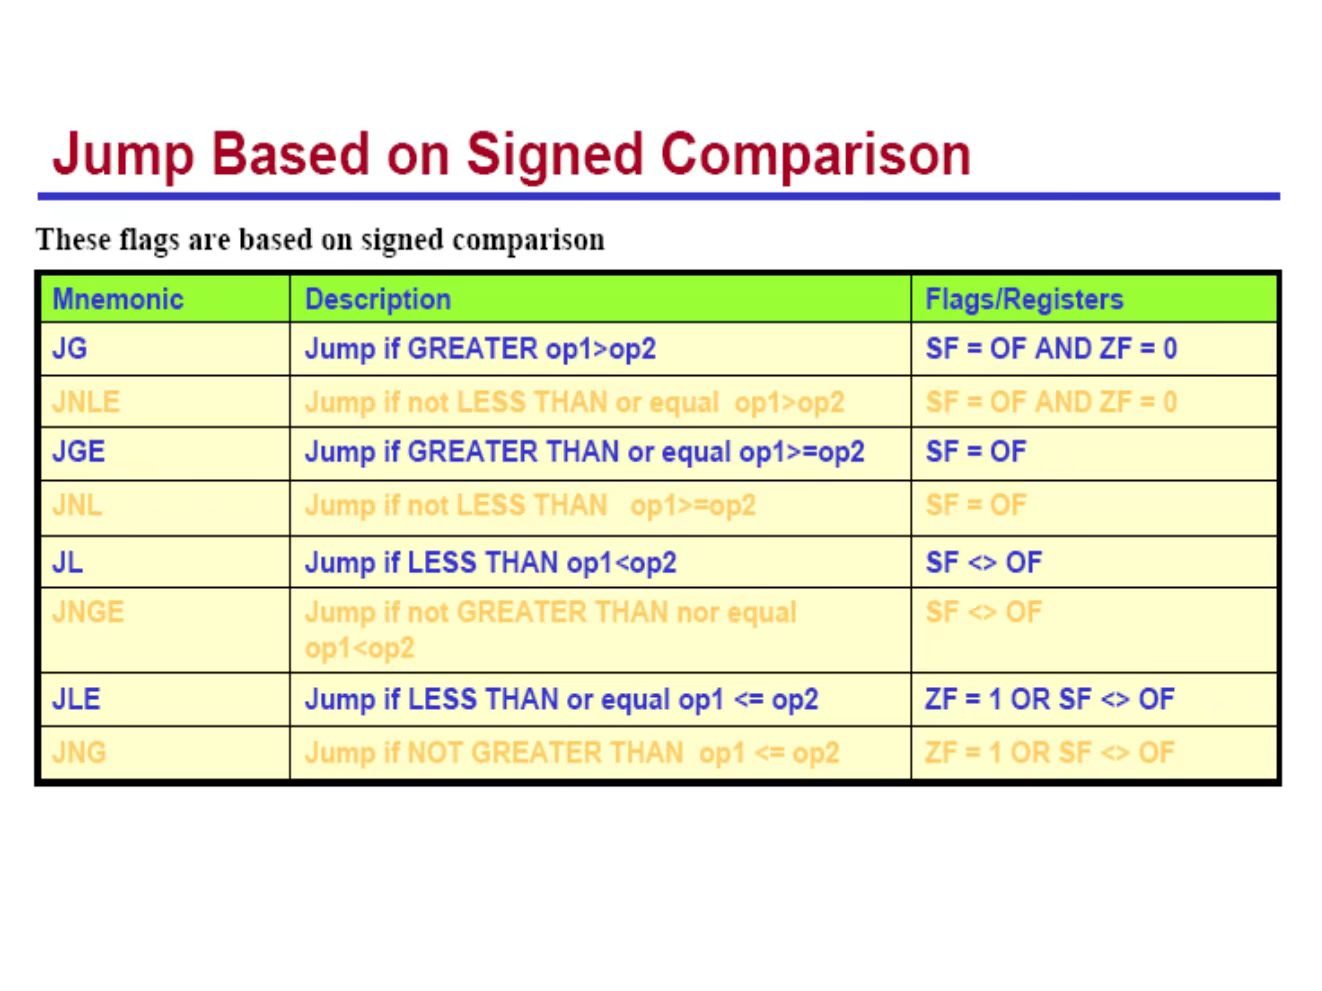 Jump Based on Signed Comparison
These flags are based on signed comparison
Mnemonic Description Flags/Registers
JG Jump if GREATER op1>op2 SF = OF AND ZF = 0
JNLE Jump if not LESS THAN or equal op1>op2 SF = OF AND ZF = 0
JGE Jump if GREATER THAN or equal op1>=op2 SF = OF
JNL Jump if not LESS THAN op1>=op2 SF = OF
JL Jump if LESS THAN op1<op2 SF <> OF
JNGE Jump if not GREATER THAN nor equal SF <> OF
op1<op2
JLE Jump if LESS THAN or equal op1 <= op2 ZF = 1 OR SF <> OF
JNG Jump if NOT GREATER THAN op1 <= op2 ZF = 1 OR SF <> OF